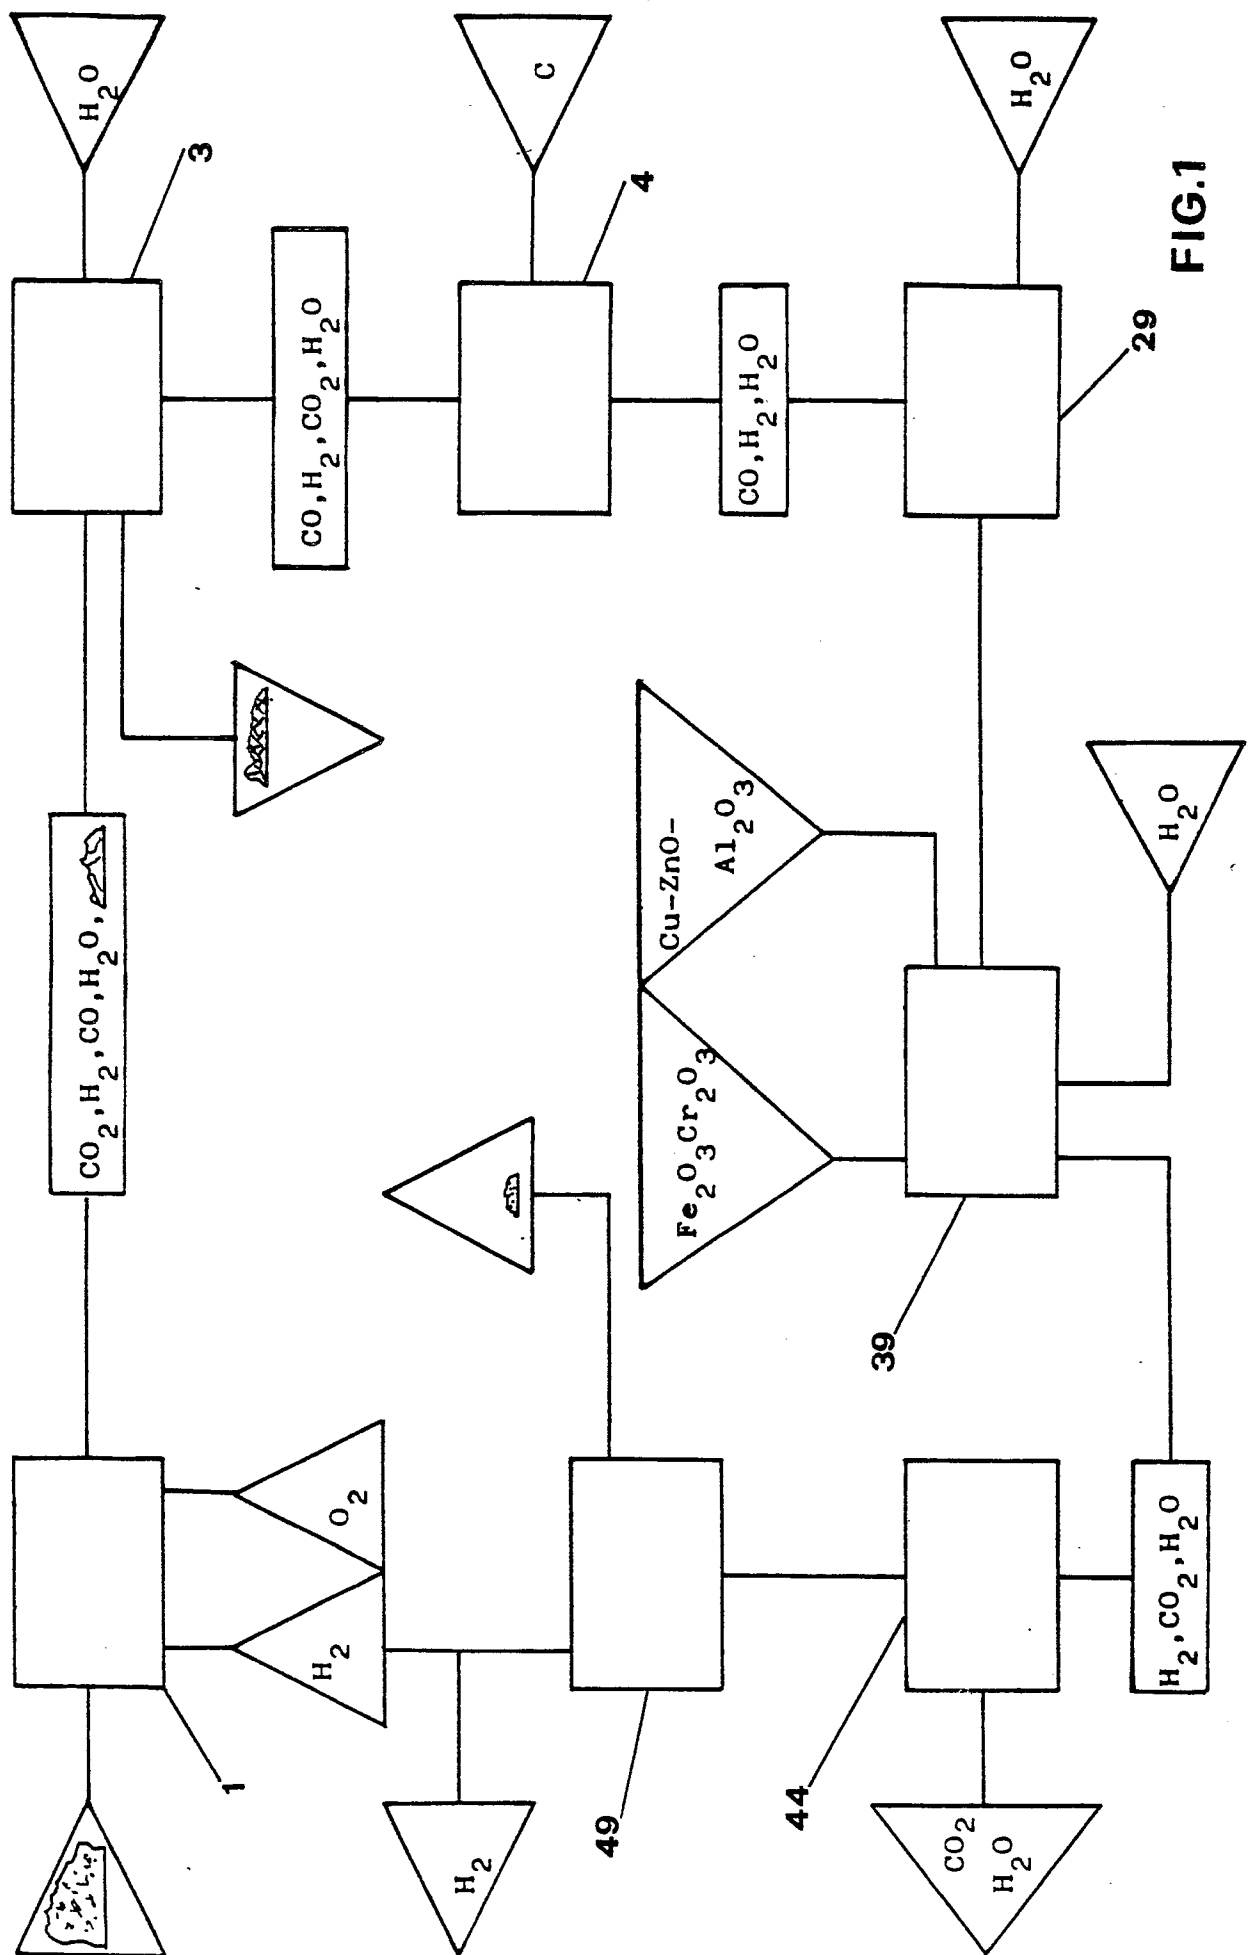 CO₂,H₂,CO,H₂O,
H₂O
1
3
H₂
O₂
CO,H₂,CO₂,H₂O
H₂
C
49
4
Fe₂O₃Cr₂O₃
Cu-ZnO-
Al₂O₃
CO,H₂,H₂O
44
39
CO₂
H₂O
H₂O
29
H₂O
H₂,CO₂,H₂O
FIG.1